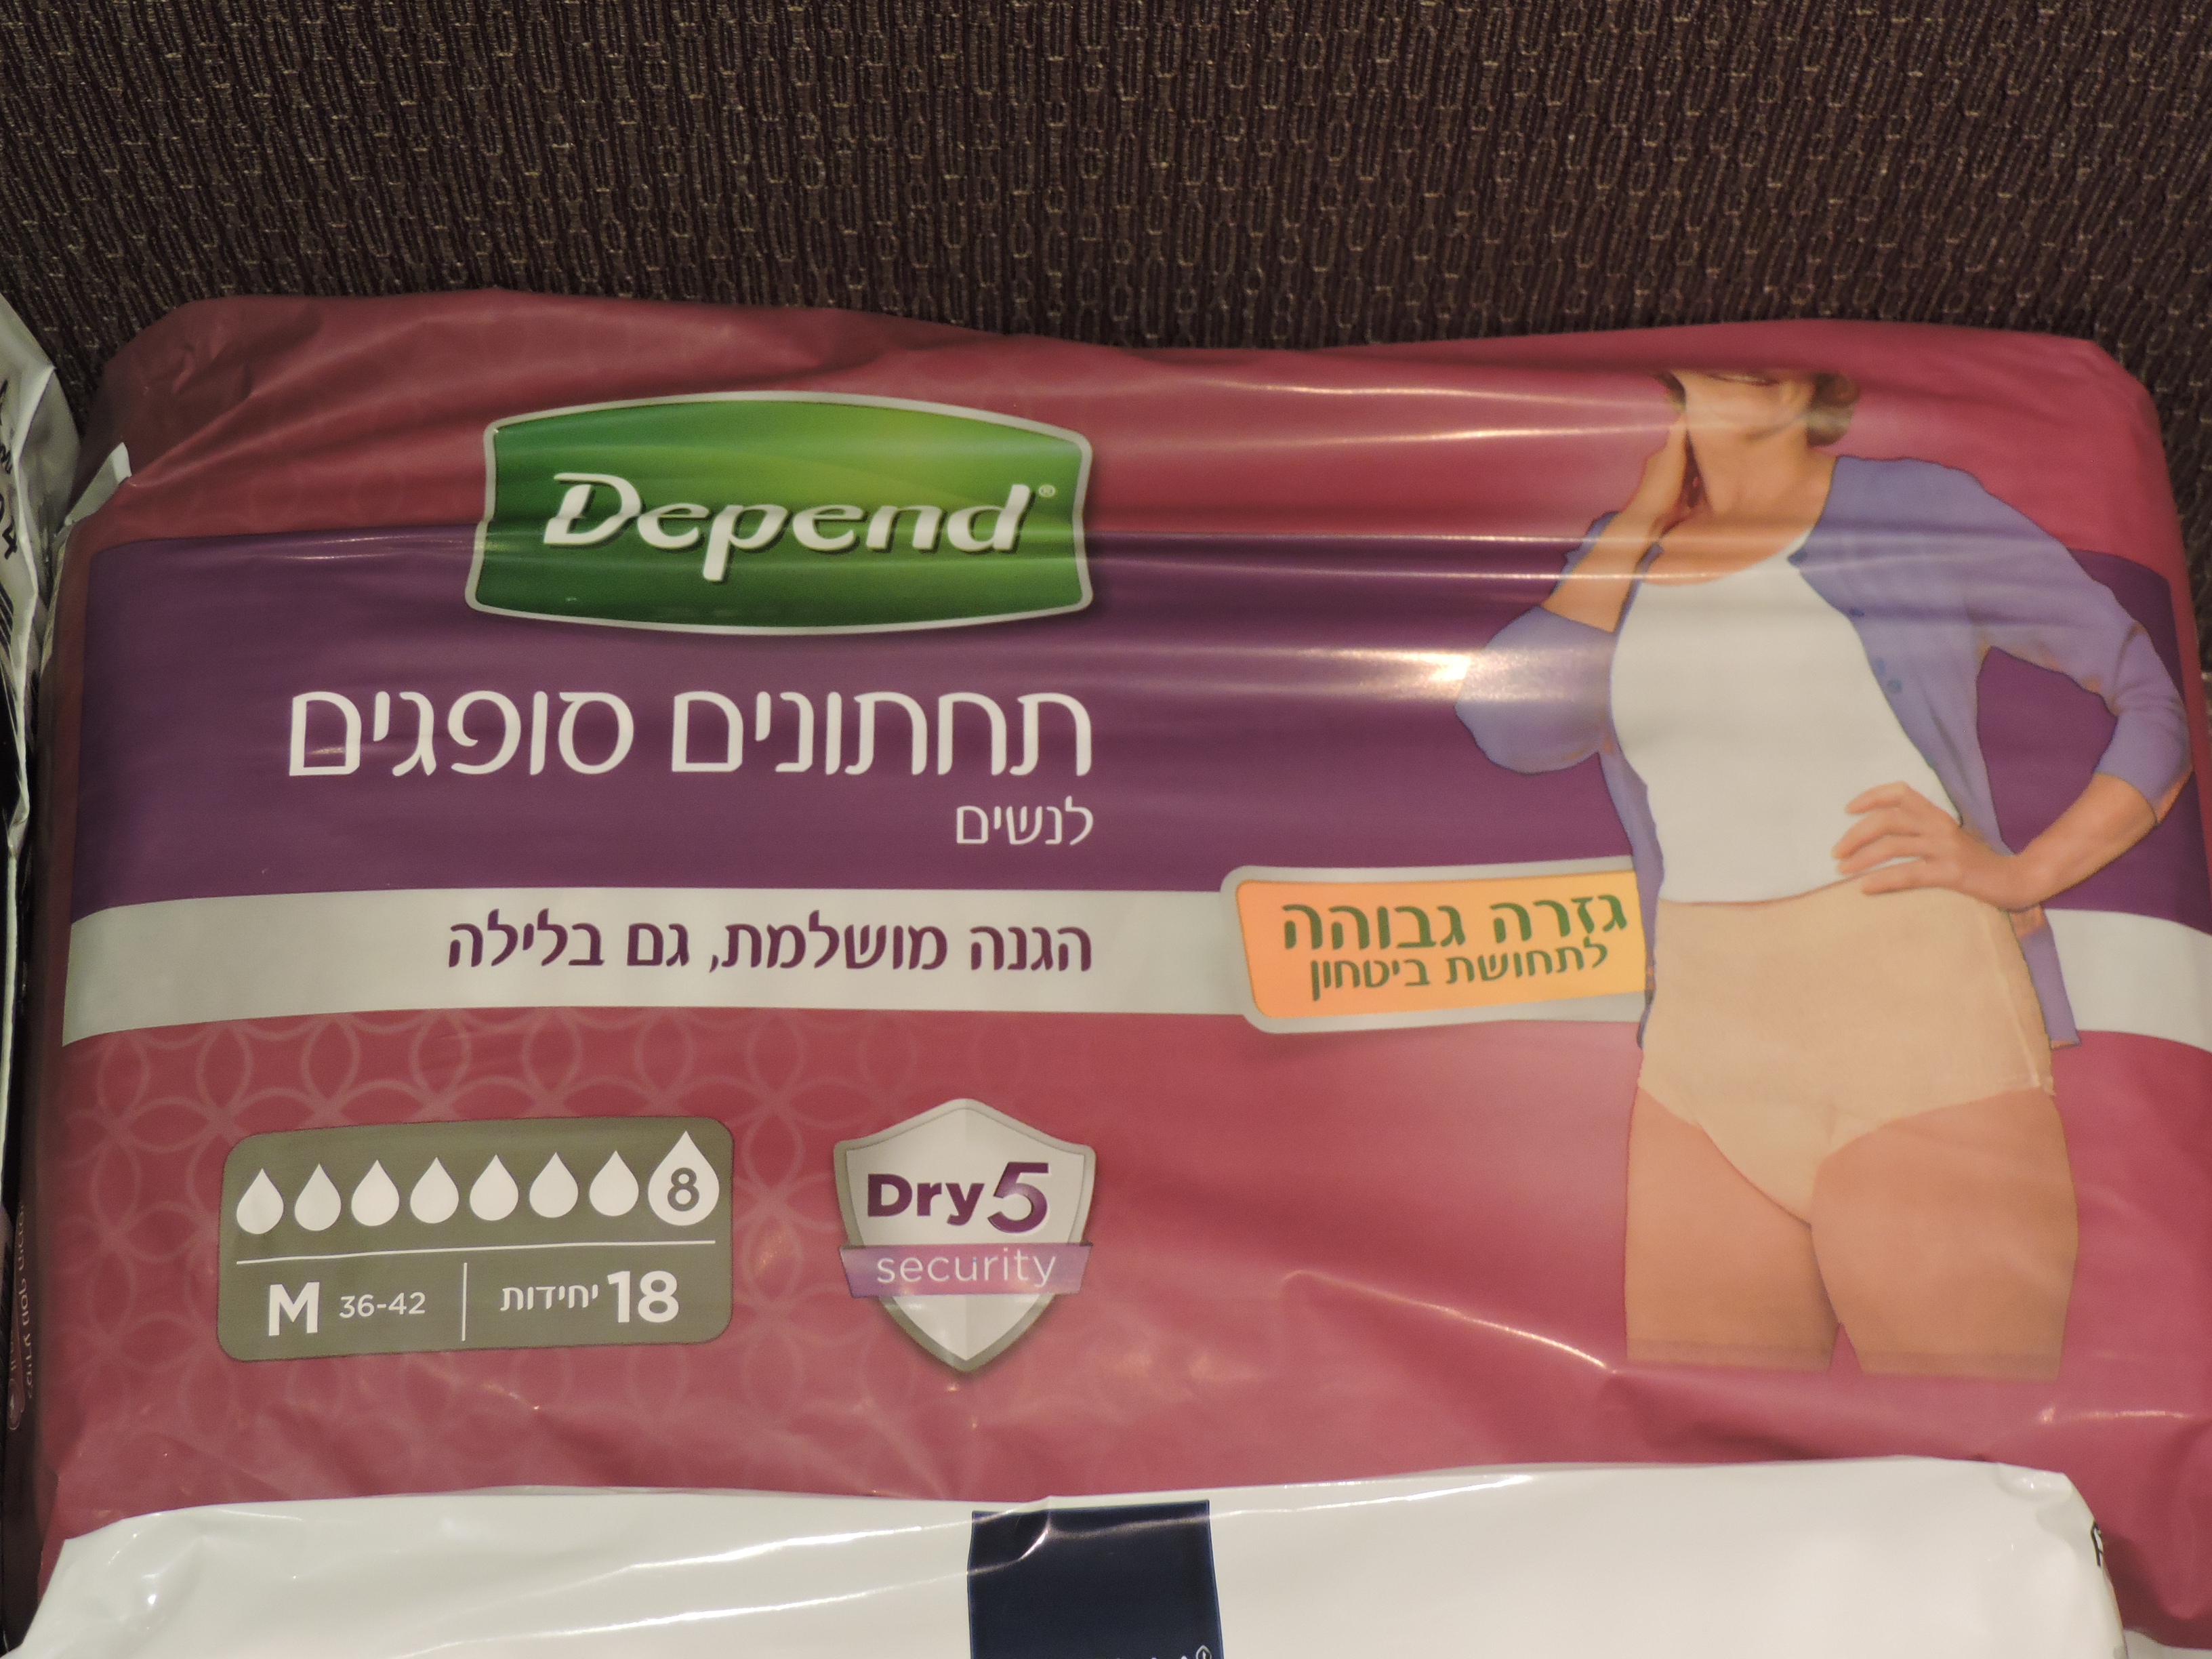 Depend®
תחתונים סופגים
לנשים
הגנה מושלמת, גם בלילה
גזרה גבוהה
לתחושת ביטחון
8
M 36-42 | 18 יחידות
Dry5
security